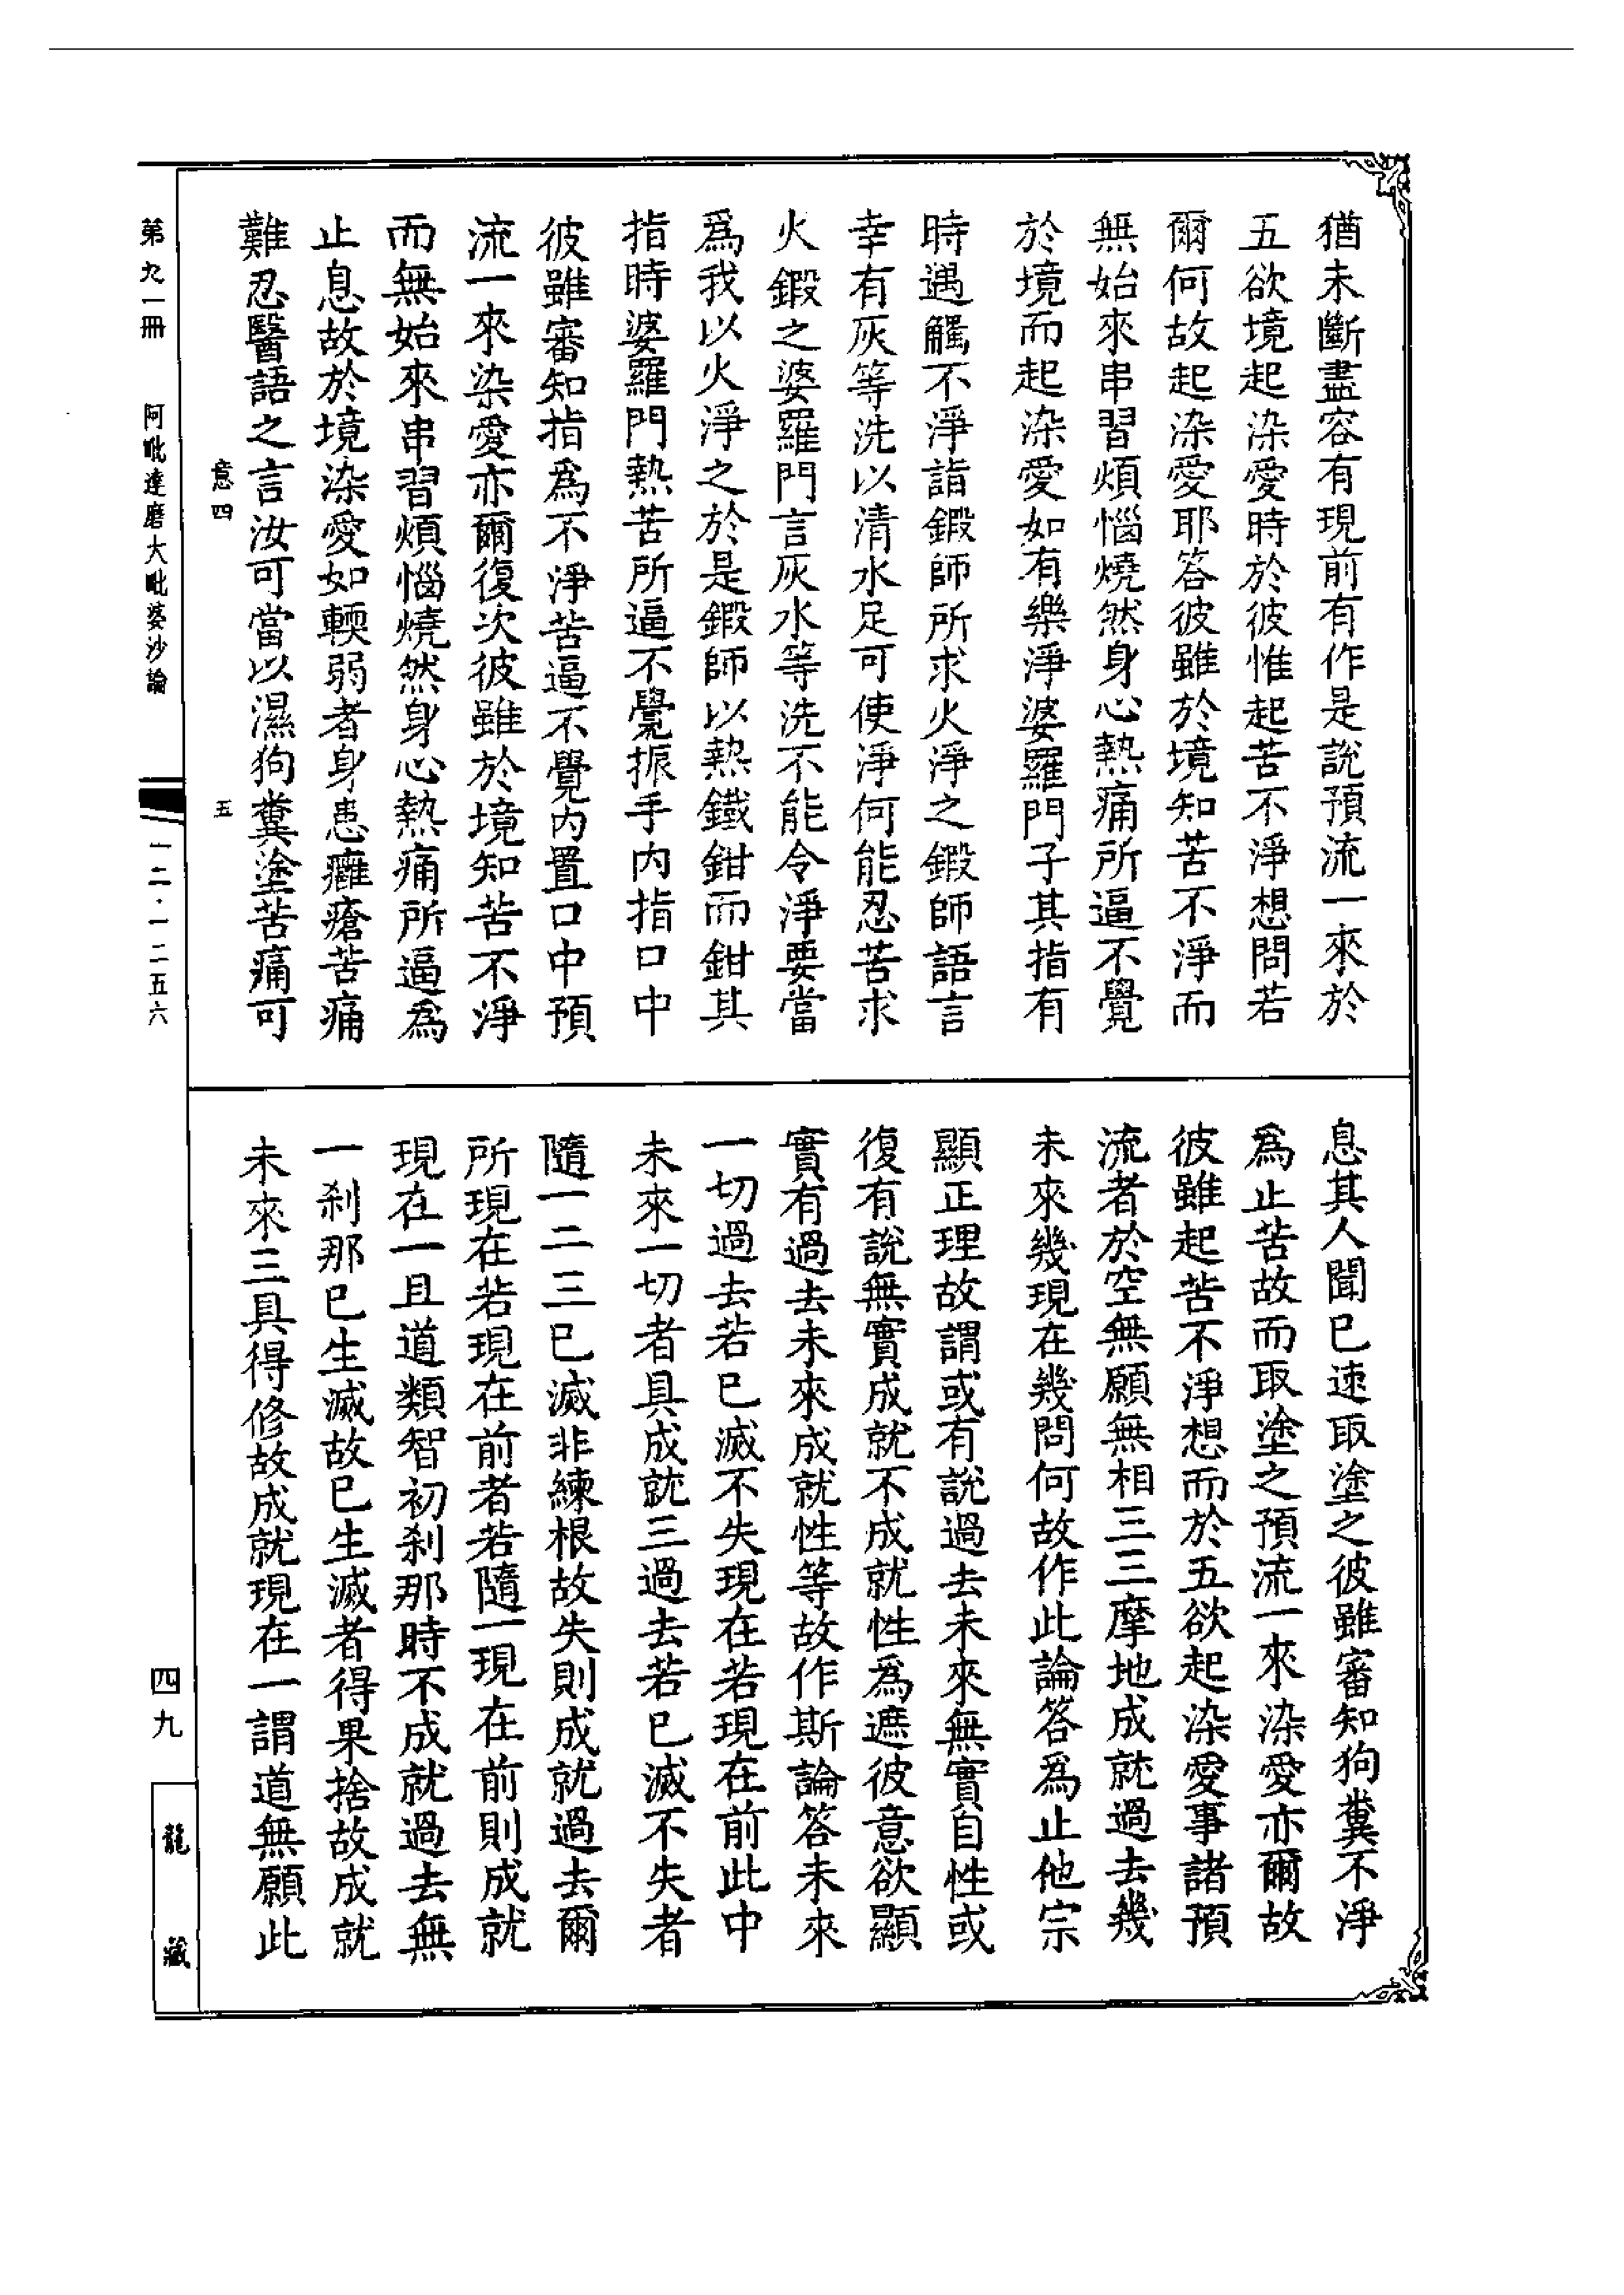 猶未斷盡容有現前有作是說預流一來於
五欲境起染愛時於彼惟起苦不淨想問若
爾何故起染愛耶答彼雖於境知苦不淨而
無始來串習煩惱燒然身心熱痛所逼不覺
於境而起染愛如有樂淨婆羅門子其指有
時遇觸不淨詣鍛師所求火淨之鍛師語言
幸有灰等洗以清水足可使淨何能忍苦求
火鍛之婆羅門言灰水等洗不能令淨要當
爲我以火淨之於是鍛師以熱鐵鉗而鉗其
指時婆羅門熱苦所逼不覺振手內指口中
彼雖審知指爲不淨苦逼不覺內置口中預
流一來染愛亦爾復次彼雖於境知苦不淨
而無始來串習煩惱燒然身心熱痛所逼爲
止息故於境染愛如輭弱者身患癰瘡苦痛
難忍醫語之言汝可當以濕狗糞塗苦痛可
意四 五
息其人聞已速取塗之彼雖審知狗糞不淨
爲止苦故而取塗之預流一來染愛亦爾故
彼雖起苦不淨想而於五欲起染愛事諸預
流者於空無願無相三三摩地成就過去幾
未來幾現在幾問何故作此論答爲止他宗
顯正理故謂或有說過去未來無實自性或
復有說無實成就不成就性爲遮彼意欲顯
實有過去未來成就性等故作斯論答未來
一切過去若已滅不失現在若現在前此中
未來一切者具成就三過去若已滅不失者
隨一二三已滅非練根故失則成就過去爾
所現在若現在前者若隨一現在前則成就
現在一且道類智初刹那時不成就過去無
一刹那已生滅故已生滅者得果捨故成就
未來三具得修故成就現在一謂道無願此
第九一冊 阿毗達磨大毗婆沙論 一二·一二五六
四九
龍藏